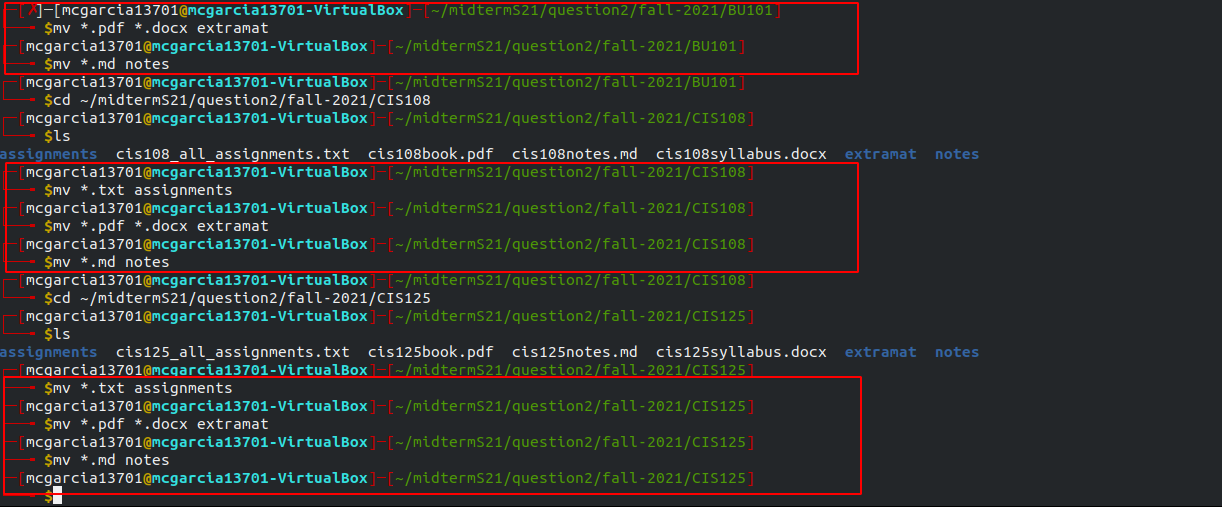 [✗]─[mcgarcia13701@mcgarcia13701-VirtualBox]─[~/midtermS21/question2/fall-2021/BU101]
$mv *.pdf *.docx extramat
[mcgarcia13701@mcgarcia13701-VirtualBox]─[~/midtermS21/question2/fall-2021/BU101]
$mv *.md notes
[mcgarcia13701@mcgarcia13701-VirtualBox]─[~/midtermS21/question2/fall-2021/BU101]
$cd ~/midtermS21/question2/fall-2021/CIS108
[mcgarcia13701@mcgarcia13701-VirtualBox]─[~/midtermS21/question2/fall-2021/CIS108]
$ls
assignments cis108_all_assignments.txt cis108book.pdf cis108notes.md cis108syllabus.docx extramat notes
[mcgarcia13701@mcgarcia13701-VirtualBox]─[~/midtermS21/question2/fall-2021/CIS108]
$mv *.txt assignments
[mcgarcia13701@mcgarcia13701-VirtualBox]─[~/midtermS21/question2/fall-2021/CIS108]
$mv *.pdf *.docx extramat
[mcgarcia13701@mcgarcia13701-VirtualBox]─[~/midtermS21/question2/fall-2021/CIS108]
$mv *.md notes
[mcgarcia13701@mcgarcia13701-VirtualBox]─[~/midtermS21/question2/fall-2021/CIS108]
$cd ~/midtermS21/question2/fall-2021/CIS125
[mcgarcia13701@mcgarcia13701-VirtualBox]─[~/midtermS21/question2/fall-2021/CIS125]
$ls
assignments cis125_all_assignments.txt cis125book.pdf cis125notes.md cis125syllabus.docx extramat notes
[mcgarcia13701@mcgarcia13701-VirtualBox]─[~/midtermS21/question2/fall-2021/CIS125]
$mv *.txt assignments
[mcgarcia13701@mcgarcia13701-VirtualBox]─[~/midtermS21/question2/fall-2021/CIS125]
$mv *.pdf *.docx extramat
[mcgarcia13701@mcgarcia13701-VirtualBox]─[~/midtermS21/question2/fall-2021/CIS125]
$mv *.md notes
[mcgarcia13701@mcgarcia13701-VirtualBox]─[~/midtermS21/question2/fall-2021/CIS125]
$